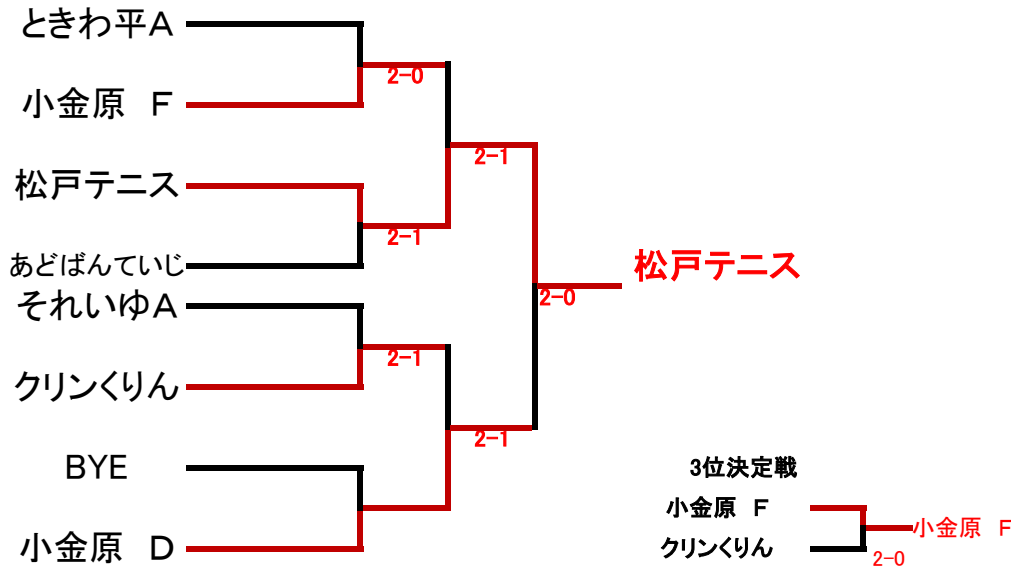 ときわ平A
2-0
小金原　F
2-1
松戸テニス
2-1
あどばんていじ
松戸テニス
2-0
それいゆA
2-1
クリンくりん
2-1
BYE
3位決定戦
小金原　F
小金原　F
クリンくりん
2-0
小金原　D